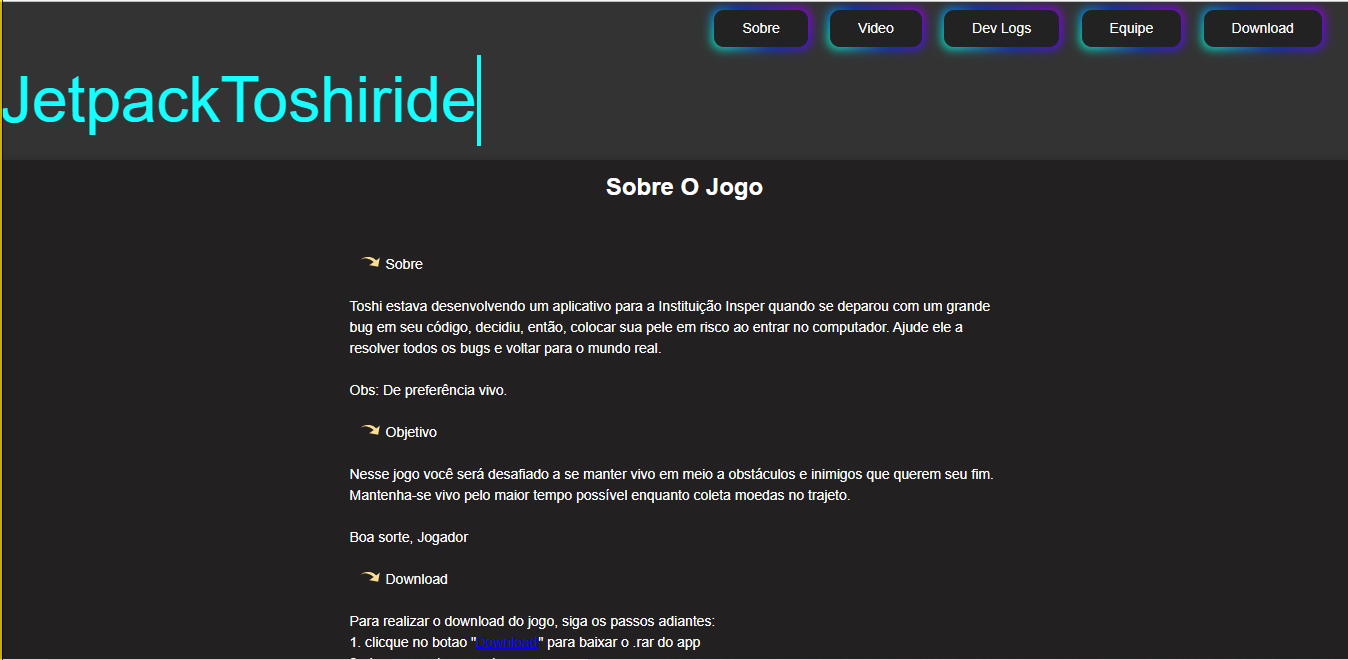 Sobre
Video
Dev Logs
Equipe
Download
JetpackToshiride
Sobre O Jogo
Sobre
Toshi estava desenvolvendo um aplicativo para a Instituição Insper quando se deparou com um grande
bug em seu código, decidiu, então, colocar sua pele em risco ao entrar no computador. Ajude ele a
resolver todos os bugs e voltar para o mundo real.
Obs: De preferência vivo.
Objetivo
Nesse jogo você será desafiado a se manter vivo em meio a obstáculos e inimigos que querem seu fim.
Mantenha-se vivo pelo maior tempo possível enquanto coleta moedas no trajeto.
Boa sorte, Jogador
Download
Para realizar o download do jogo, siga os passos adiantes:
1. clicque no botao "Download" para baixar o .rar do app